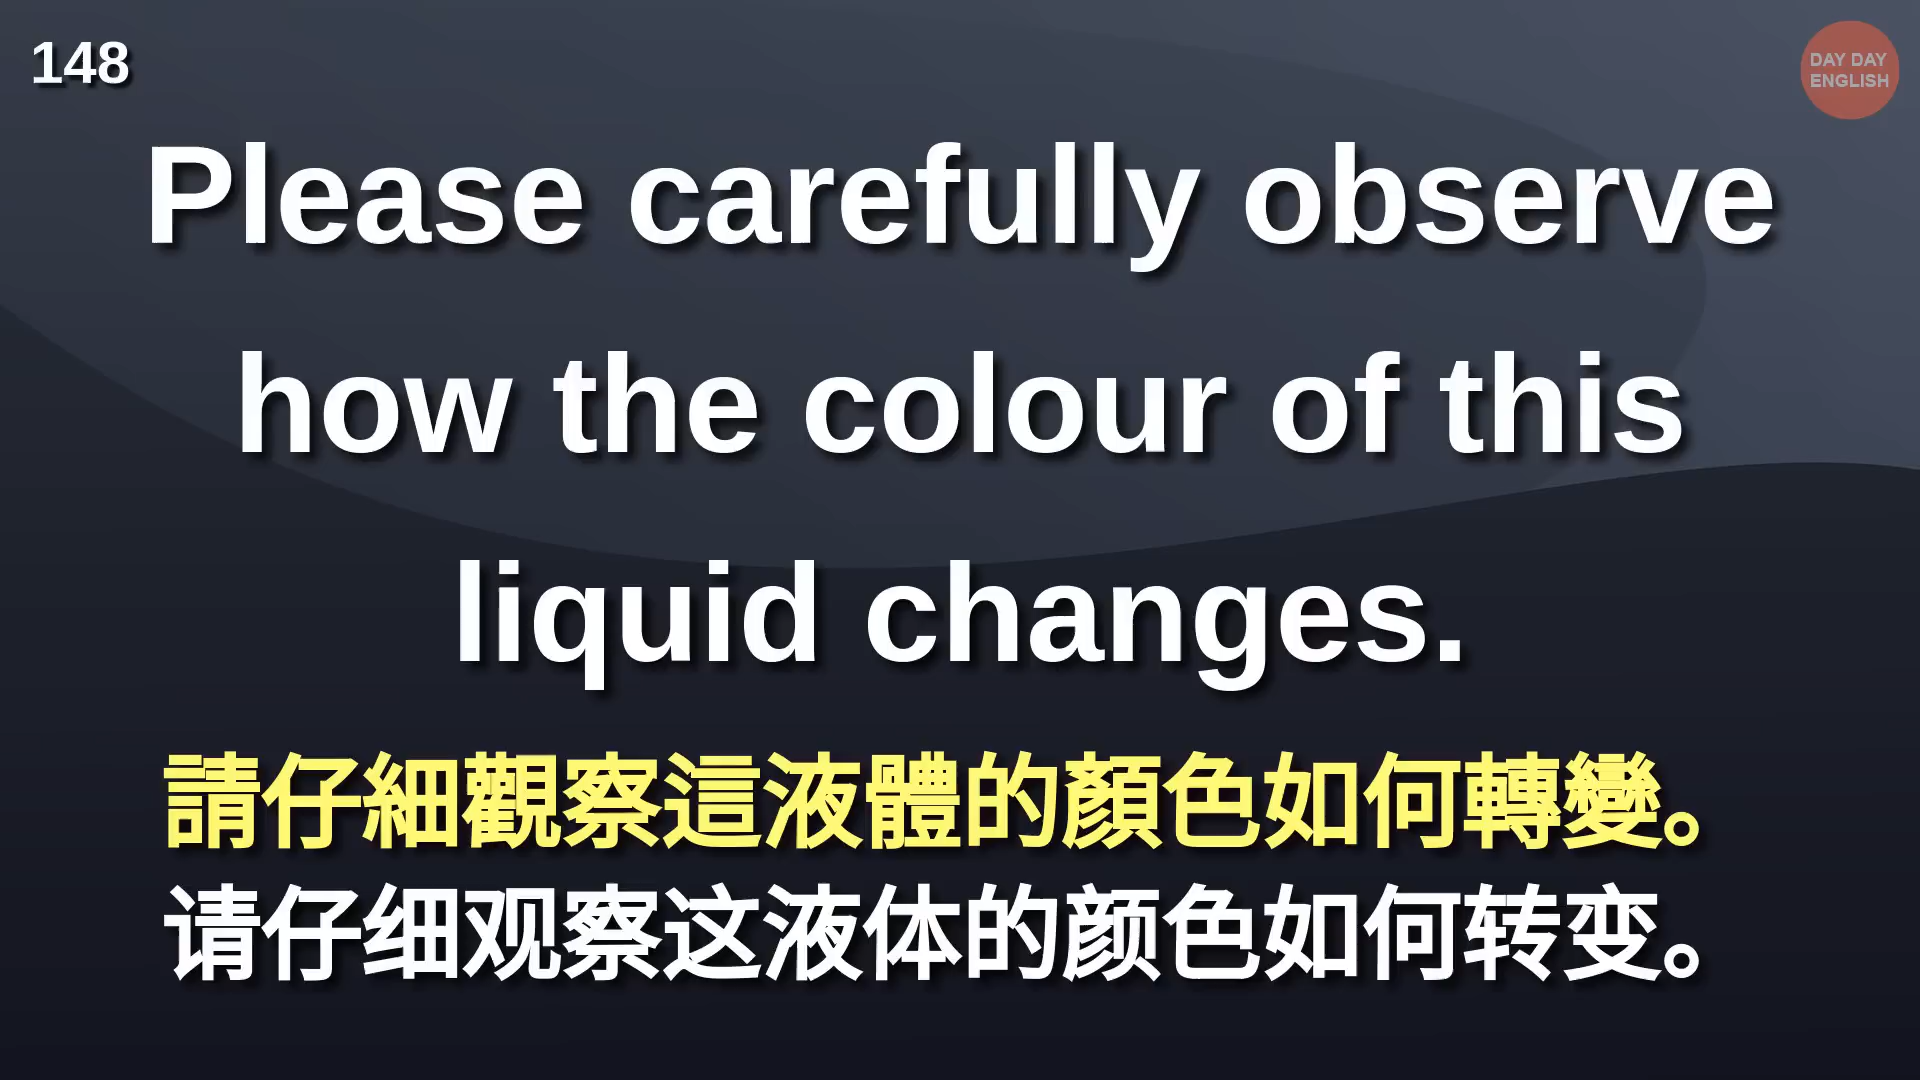 148
DAY DAY
ENGLISH
Please carefully observe
how the colour of this
liquid changes.
請仔細觀察這液體的顏色如何轉變。
请仔细观察这液体的颜色如何转变。